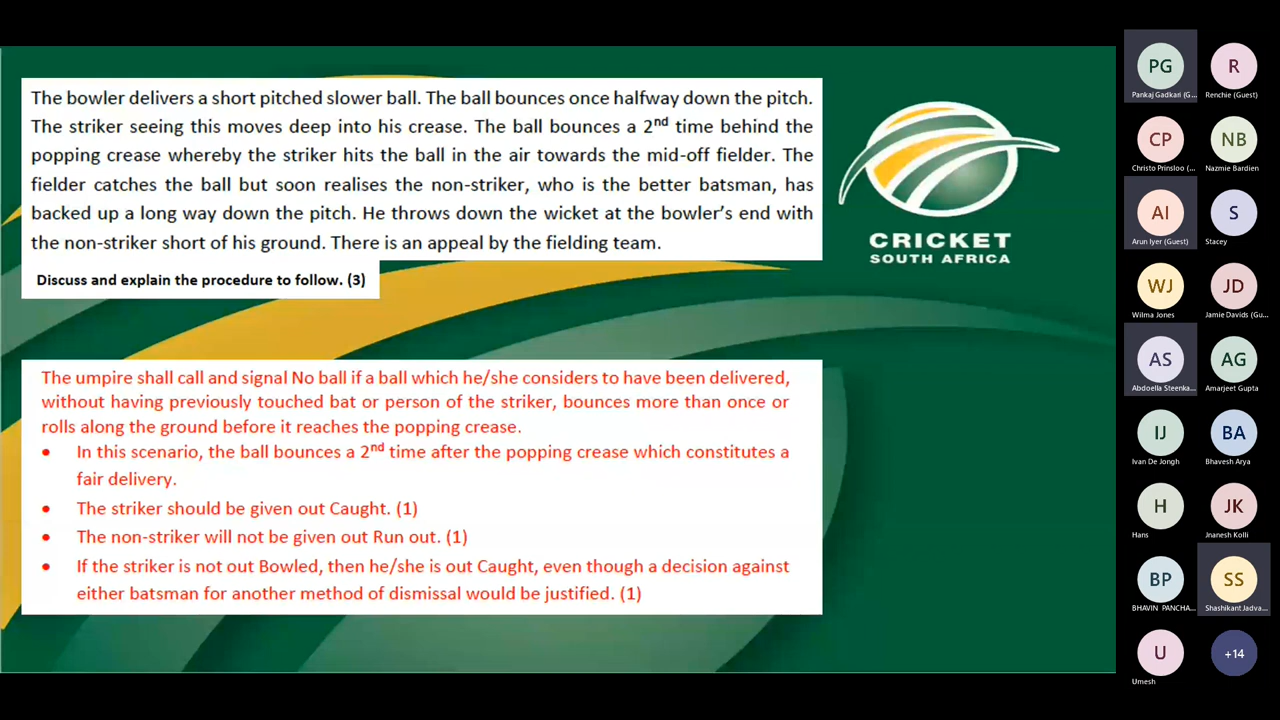 The bowler delivers a short pitched slower ball. The ball bounces once halfway down the pitch.
The striker seeing this moves deep into his crease. The ball bounces a 2nd time behind the
popping crease whereby the striker hits the ball in the air towards the mid-off fielder. The
fielder catches the ball but soon realises the non-striker, who is the better batsman, has
backed up a long way down the pitch. He throws down the wicket at the bowler's end with
the non-striker short of his ground. There is an appeal by the fielding team.
Discuss and explain the procedure to follow. (3)
CRICKET
SOUTH AFRICA
The umpire shall call and signal No ball if a ball which he/she considers to have been delivered,
without having previously touched bat or person of the striker, bounces more than once or
rolls along the ground before it reaches the popping crease.
• In this scenario, the ball bounces a 2nd time after the popping crease which constitutes a
fair delivery.
• The striker should be given out Caught. (1)
• The non-striker will not be given out Run out. (1)
• If the striker is not out Bowled, then he/she is out Caught, even though a decision against
either batsman for another method of dismissal would be justified. (1)
PG
R
Pankaj Gadkari (G...
Renchie (Guest)
CP
NB
Christo Prinsloo (...
Nazmie Bardien
AI
S
Arun Iyer (Guest)
Stacey
WJ
JD
Wilma Jones
Jamie Davids (Gu...
AS
AG
Abdoella Steenka...
Amarjeet Gupta
IJ
BA
Ivan De Jongh
Bhavesh Arya
H
JK
Hans
Jnanesh Kolli
BP
SS
BHAVIN PANCHA...
Shashikant Jadva...
U
+14
Umesh